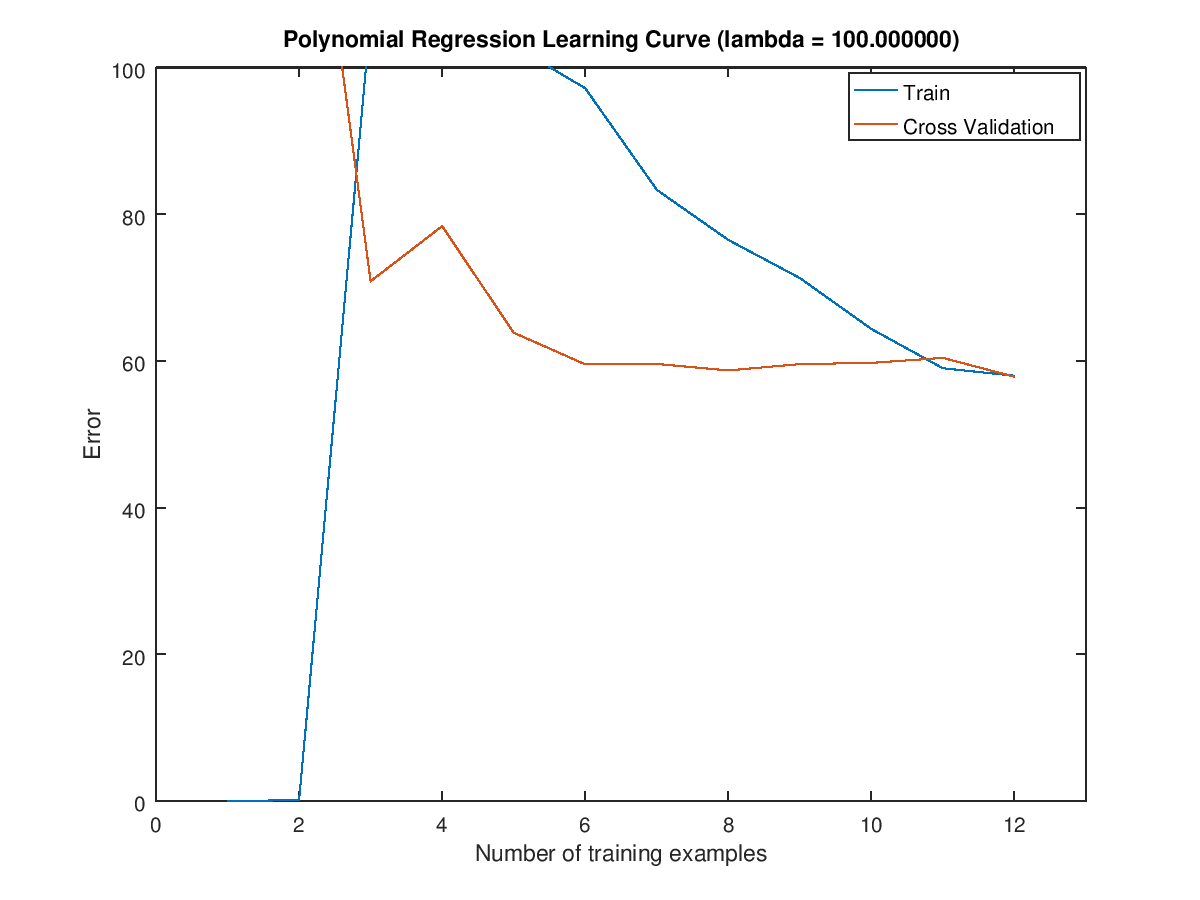 Polynomial Regression Learning Curve (lambda = 100.000000)
Train
Cross Validation
100
80
60
40
20
0
Error
0 2 4 6 8 10 12
Number of training examples